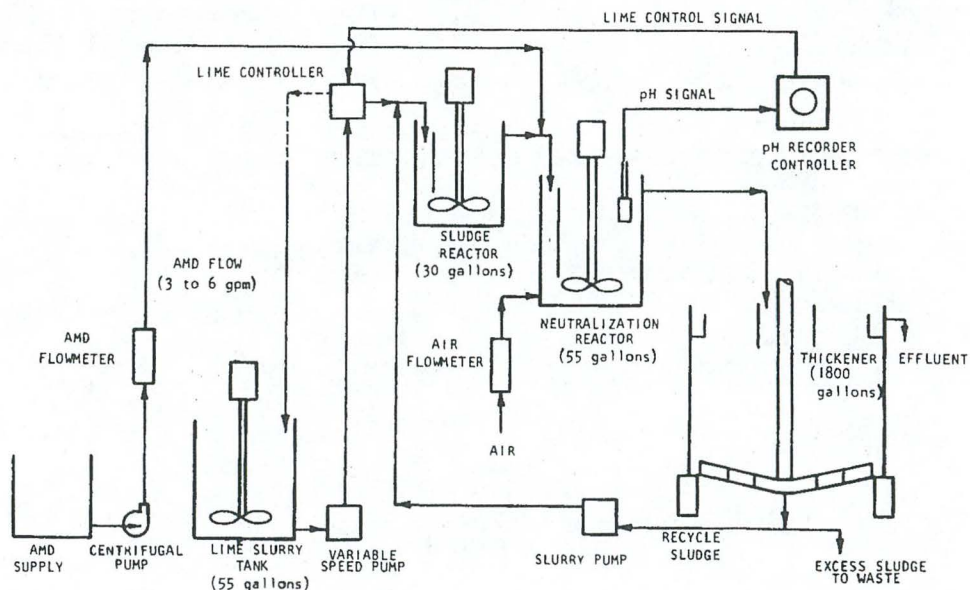 LIME CONTROL SIGNAL
LIME CONTROLLER
pH SIGNAL
pH RECORDER
CONTROLLER
SLUDGE
REACTOR
(30 gallons)
AMD FLOW
(3 to 6 gpm)
NEUTRALIZATION
REACTOR
(55 gallons)
AMD
FLOWMETER
AIR
FLOWMETER
THICKENER
(1800
gallons)
EFFLUENT
AIR
AMD
SUPPLY
CENTRIFUGAL
PUMP
LIME SLURRY
TANK
(55 gallons)
VARIABLE
SPEED PUMP
SLURRY PUMP
RECYCLE
SLUDGE
EXCESS SLUDGE
TO WASTE